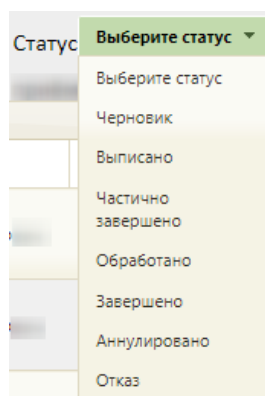 Статус
Выберите статус
Выберите статус
Черновик
Выписано
Частично
завершено
Обработано
Завершено
Аннулировано
Отказ